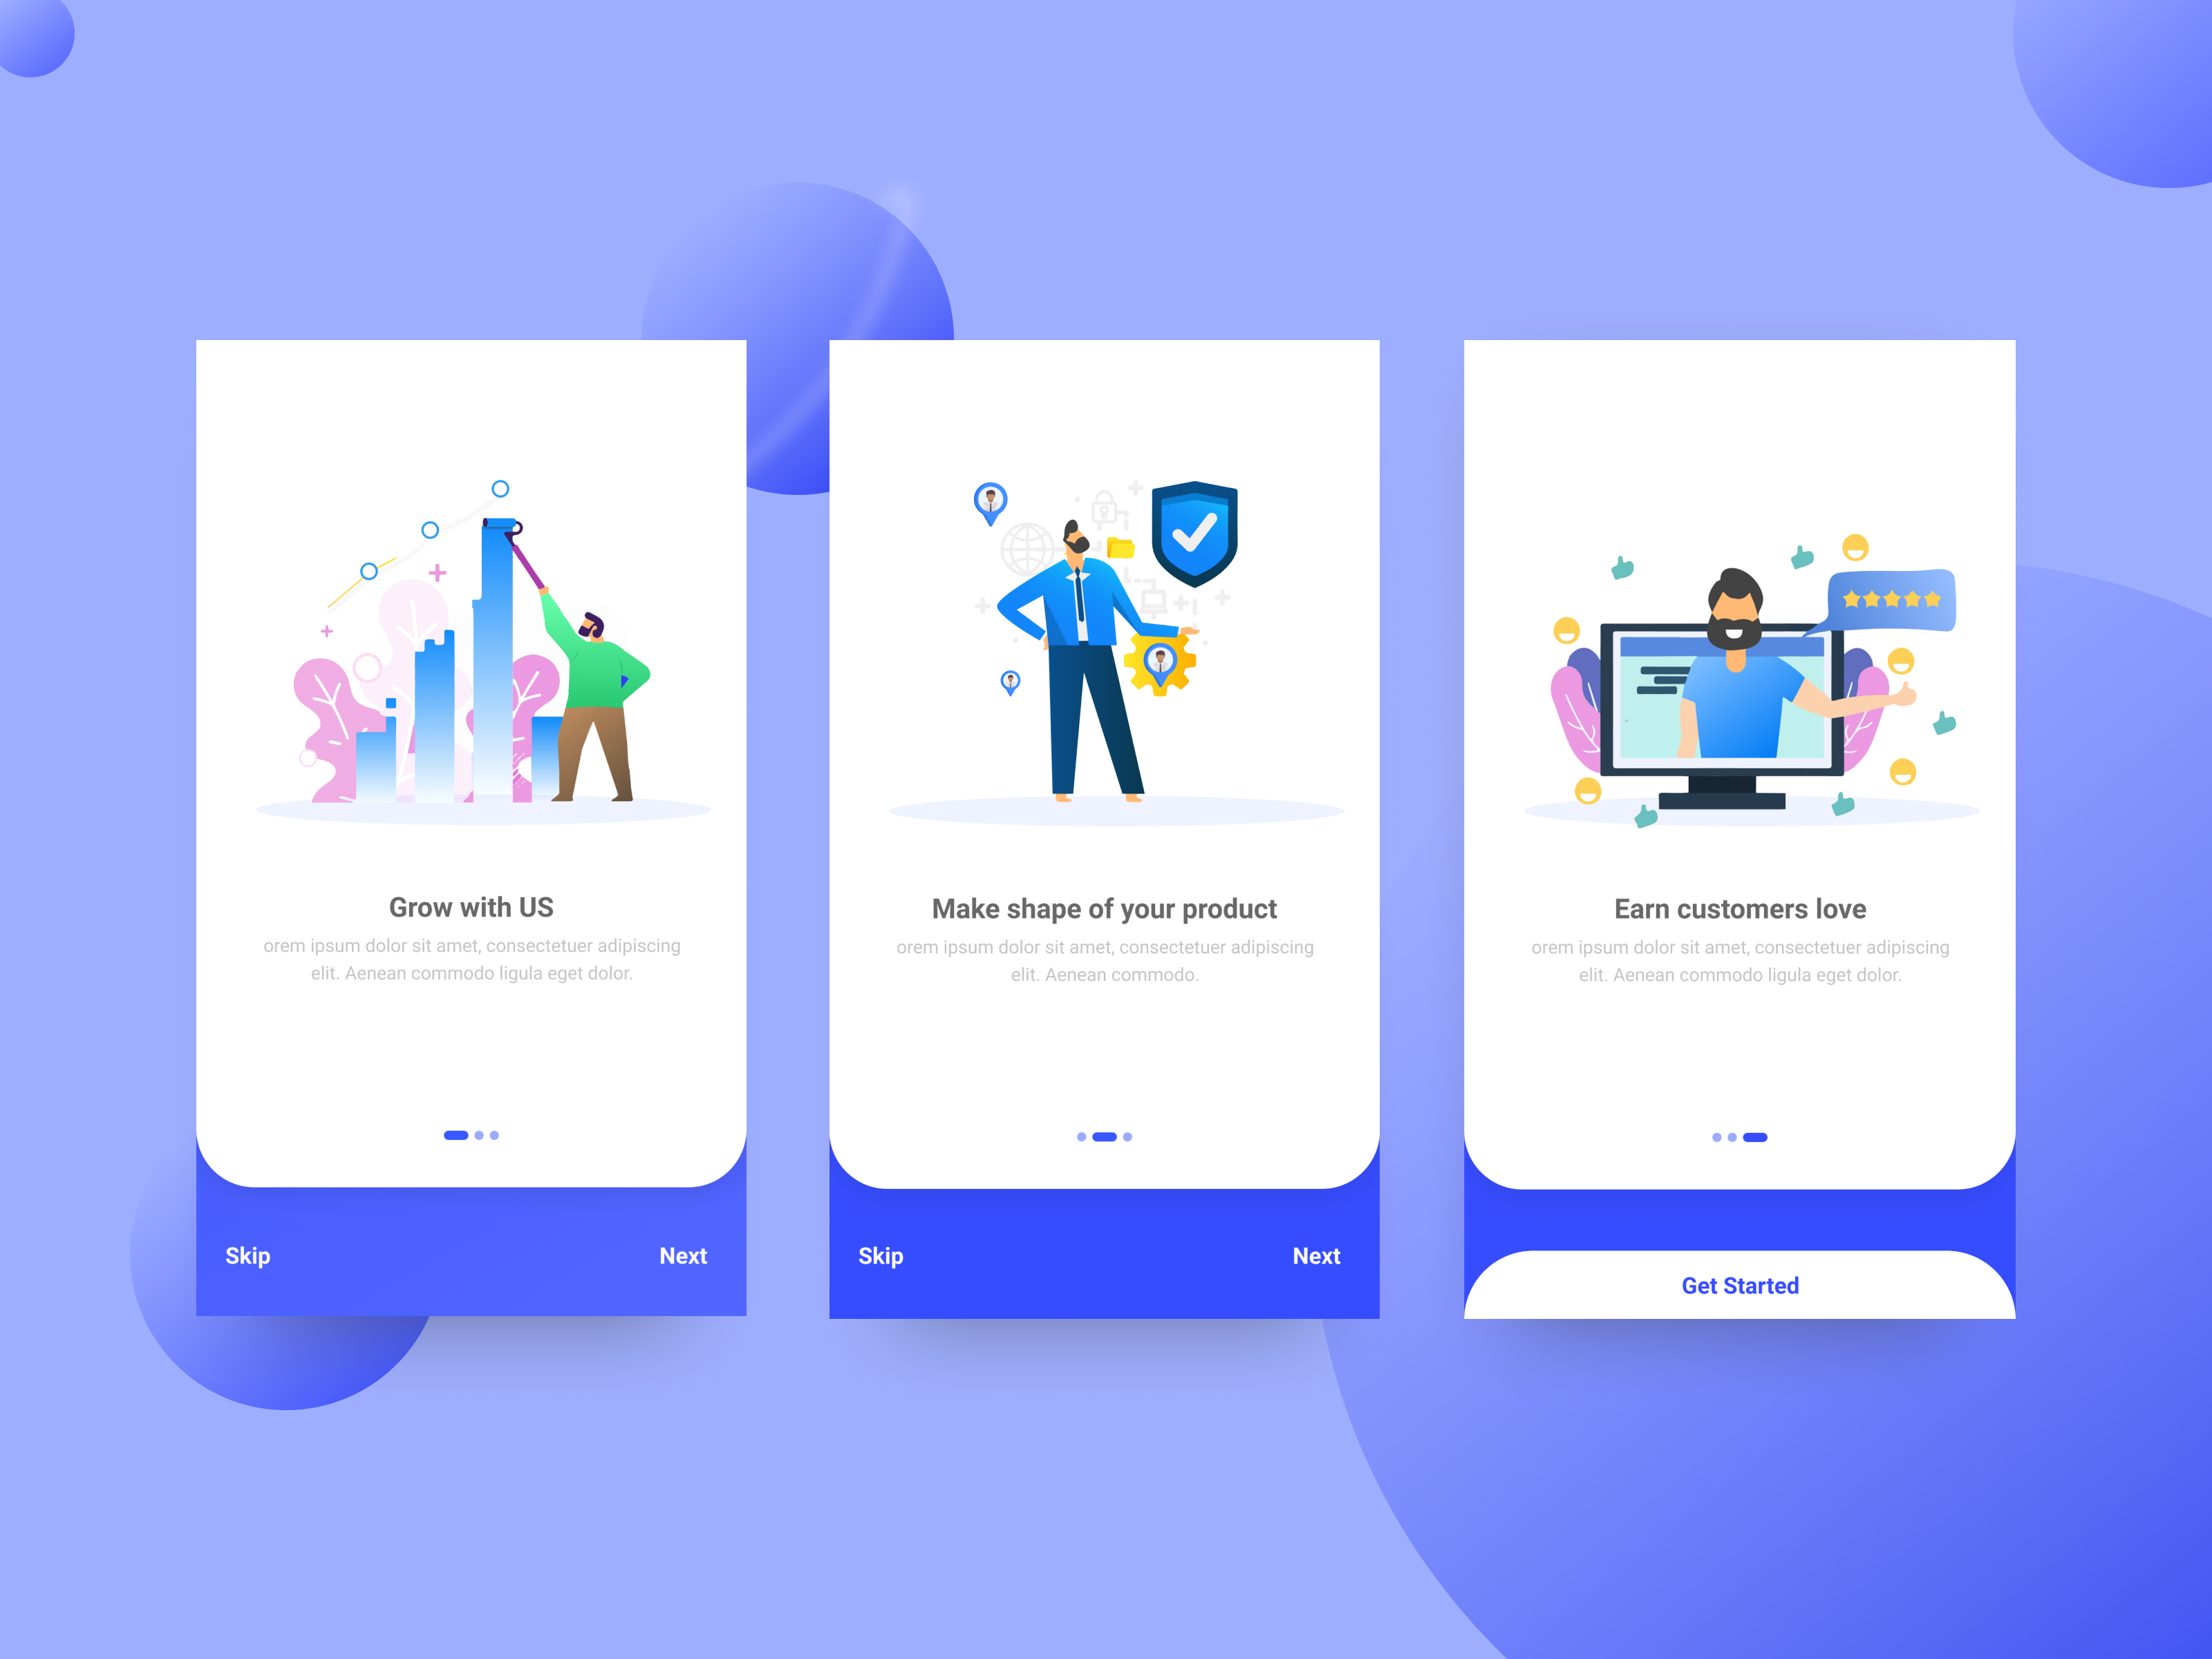 Grow with US
orem ipsum dolor sit amet, consectetuer adipiscing
elit. Aenean commodo ligula eget dolor.
Skip
Next
Make shape of your product
orem ipsum dolor sit amet, consectetuer adipiscing
elit. Aenean commodo.
Skip
Next
Earn customers love
orem ipsum dolor sit amet, consectetuer adipiscing
elit. Aenean commodo ligula eget dolor.
Get Started